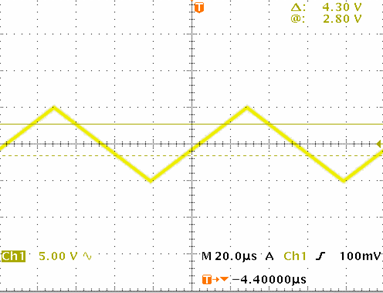 T
Δ: 4.30 V
@: 2.80 V
Ch1 5.00 V ∿ M 20.0µs A Ch1 ʃ 100mV
T→▼ −4.40000µs